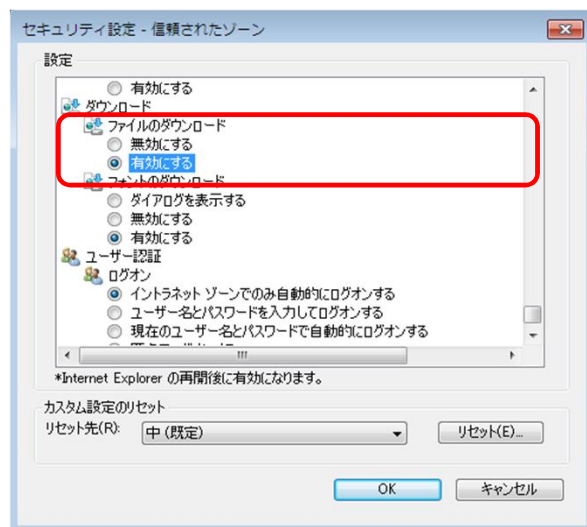 セキュリティ設定 - 信頼されたゾーン
設定
有効にする
ダウンロード
ファイルのダウンロード
無効にする
有効にする
フォントのダウンロード
ダイアログを表示する
無効にする
有効にする
ユーザー認証
ログオン
イントラネット ゾーンでのみ自動的にログオンする
ユーザー名とパスワードを入力してログオンする
現在のユーザー名とパスワードで自動的にログオンする
*Internet Explorer の再開後に有効になります。
カスタム設定のリセット
リセット先(R): 中 (既定) リセット(E)...
OK キャンセル